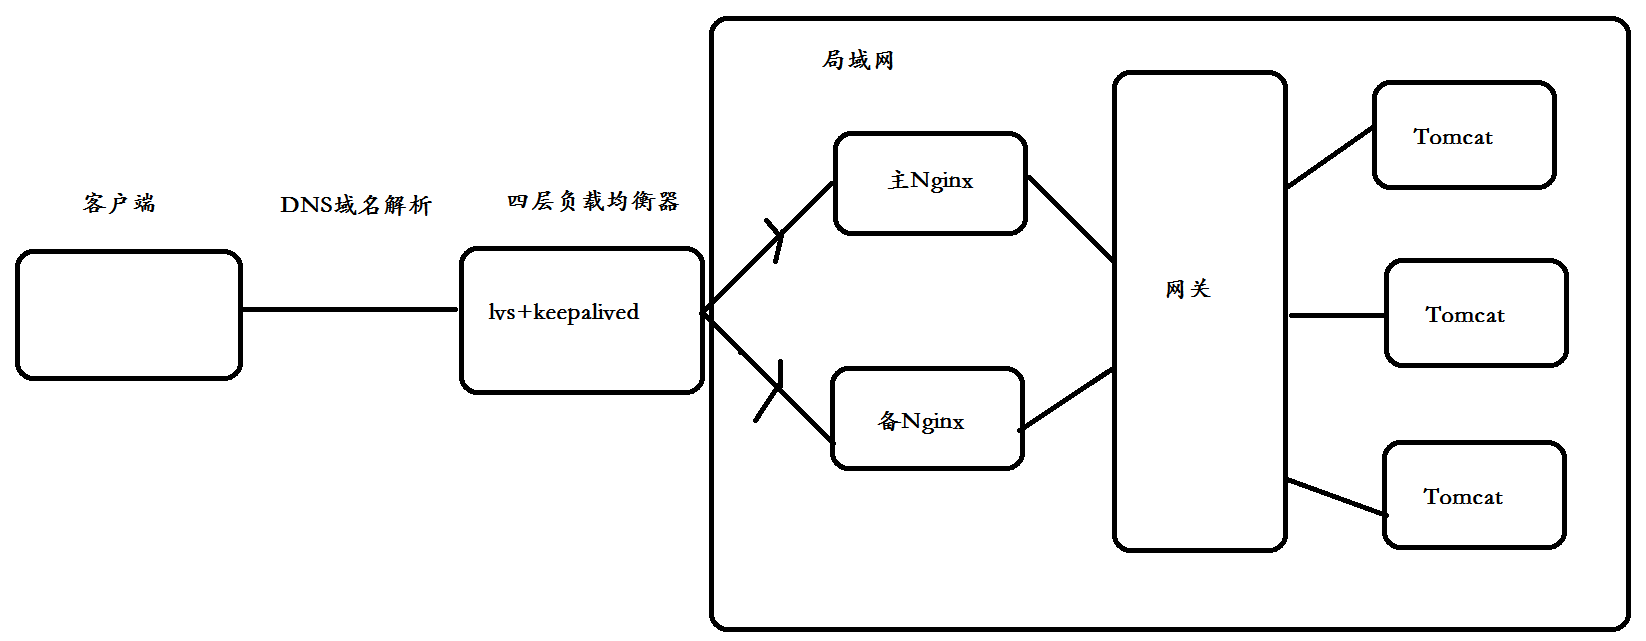 局域网
客户端
DNS域名解析
四层负载均衡器
lvs+keepalived
主Nginx
备Nginx
网关
Tomcat
Tomcat
Tomcat